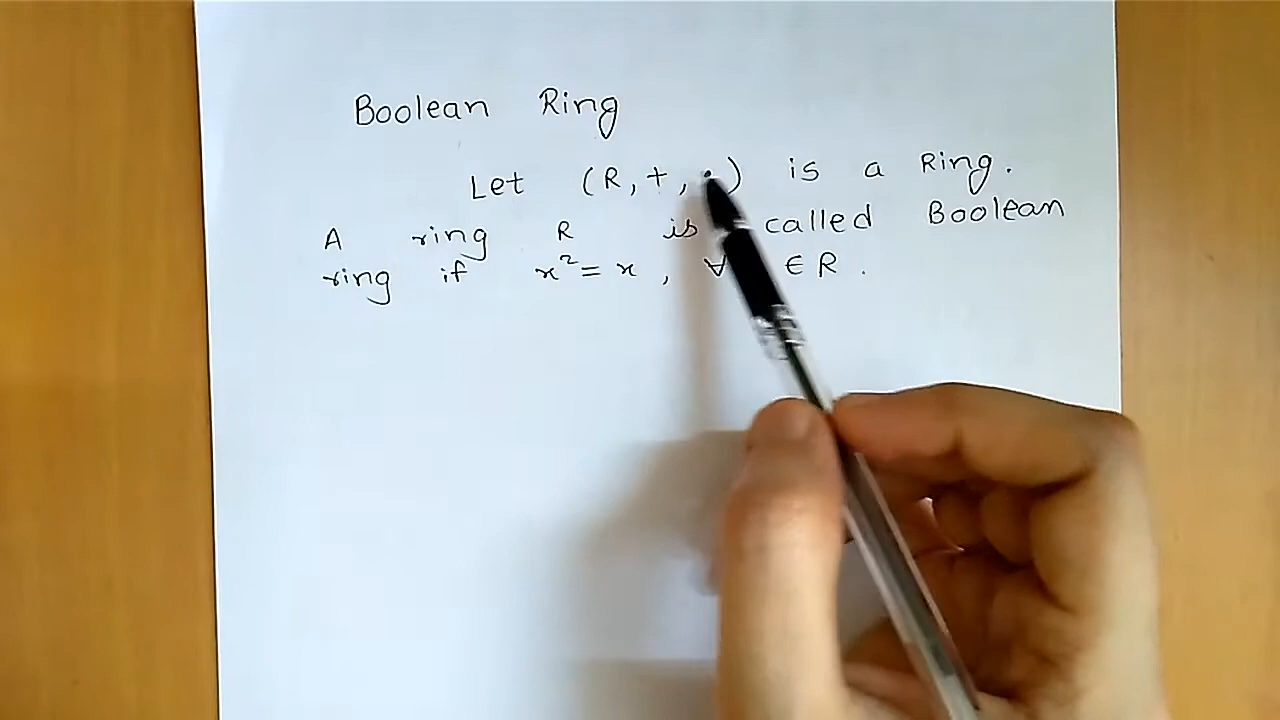 Boolean Ring
Let (R, +, ·) is a Ring.
A ring R is called Boolean
ring if x² = x , ∀ ∈ R .